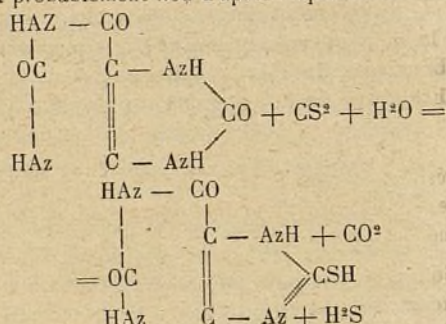 HAZ — CO
OC C — AzH
CO + CS² + H²O =
HAz C — AzH
HAz — CO
C — AzH + CO²
= OC CSH
HAz C — Az + H²S